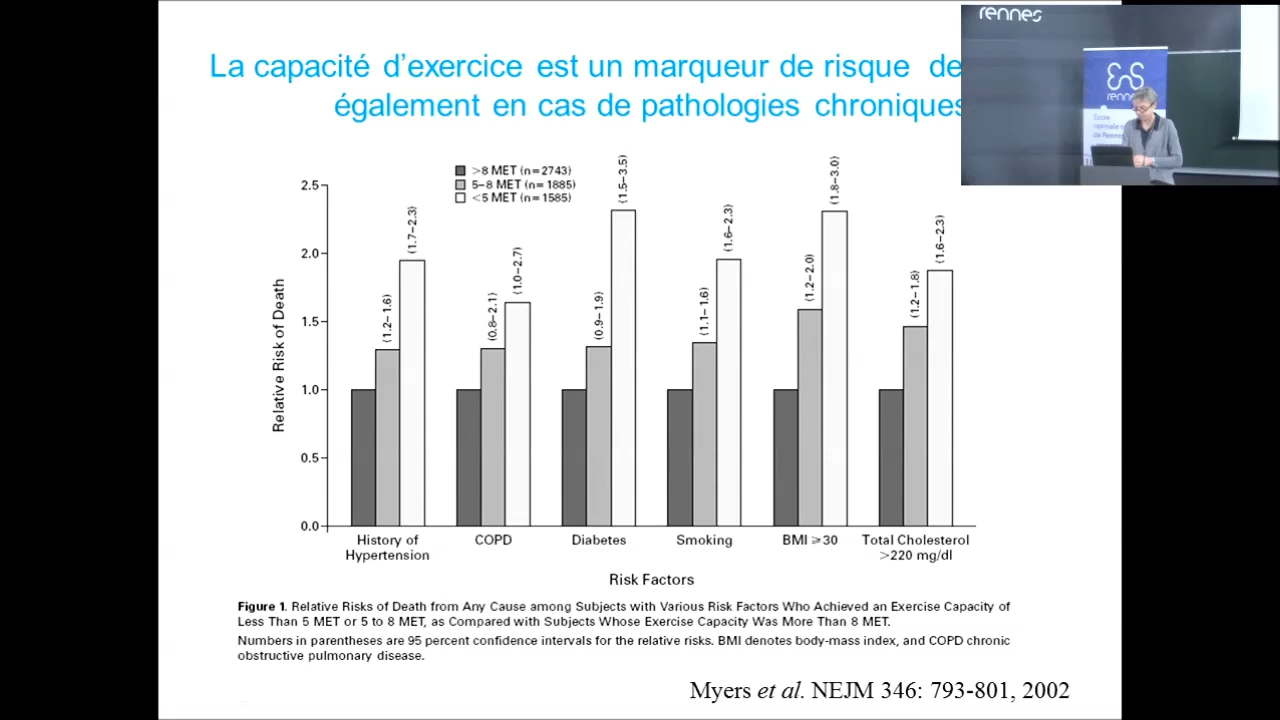 La capacité d'exercice est un marqueur de risque de
également en cas de pathologies chroniques
rennes
ens
rennes
École
normale
de Rennes
>8 MET (n=2743)
5–8 MET (n=1885)
<5 MET (n=1585)
Relative Risk of Death
2.5
2.0
1.5
1.0
0.5
0.0
(1.2–1.6)
(1.7–2.3)
(0.8–2.1)
(1.0–2.7)
(0.9–1.9)
(1.5–3.5)
(1.1–1.6)
(1.6–2.3)
(1.2–2.0)
(1.8–3.0)
(1.2–1.8)
(1.6–2.3)
History of
Hypertension
COPD
Diabetes
Smoking
BMI ≥30
Total Cholesterol
>220 mg/dl
Risk Factors
Figure 1. Relative Risks of Death from Any Cause among Subjects with Various Risk Factors Who Achieved an Exercise Capacity of
Less Than 5 MET or 5 to 8 MET, as Compared with Subjects Whose Exercise Capacity Was More Than 8 MET.
Numbers in parentheses are 95 percent confidence intervals for the relative risks. BMI denotes body-mass index, and COPD chronic
obstructive pulmonary disease.
Myers et al. NEJM 346: 793-801, 2002